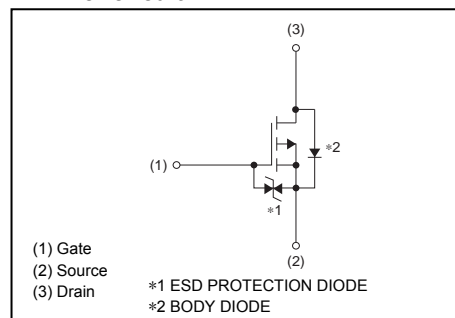 (3)
*2
(1)
*1
(2)
(1) Gate
(2) Source
(3) Drain
*1 ESD PROTECTION DIODE
*2 BODY DIODE